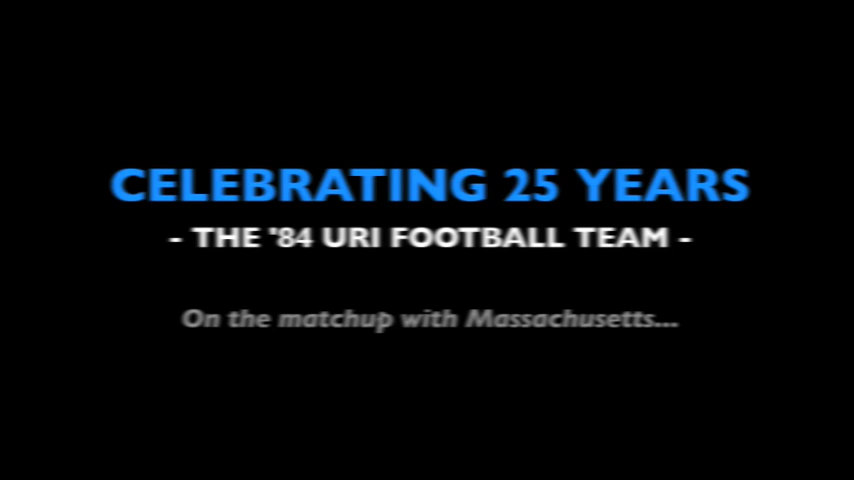 CELEBRATING 25 YEARS
- THE '84 URI FOOTBALL TEAM -
On the matchup with Massachusetts...